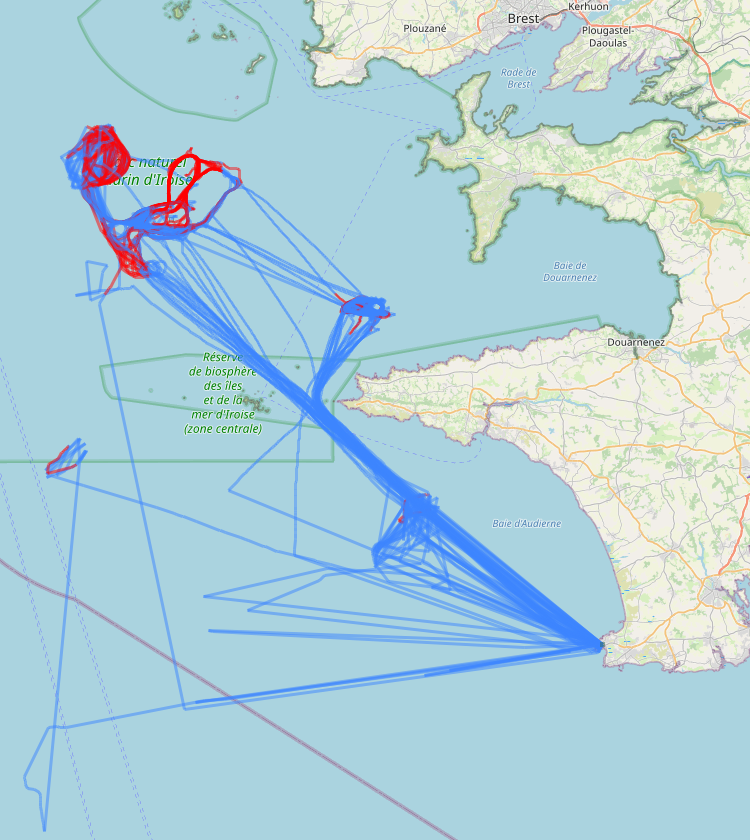 Kerhuon
Brest
Plouzané
Plougastel-
Daoulas
Rade de
Brest
Parc naturel
marin d'Iroise
Baie de
Douarnenez
Douarnenez
Réserve
de biosphère
des îles
et de la
mer d'Iroise
(zone centrale)
Baie d'Audierne